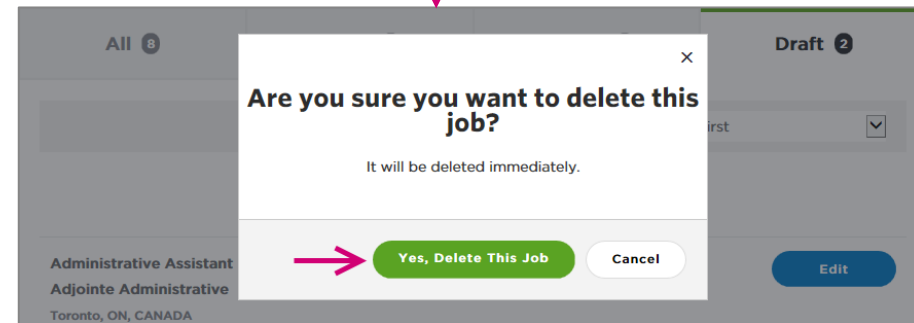 All 8
Draft 2
×
Are you sure you want to delete this
job?
irst
It will be deleted immediately.
Yes, Delete This Job
Cancel
Administrative Assistant
Edit
Adjointe Administrative
Toronto, ON, CANADA